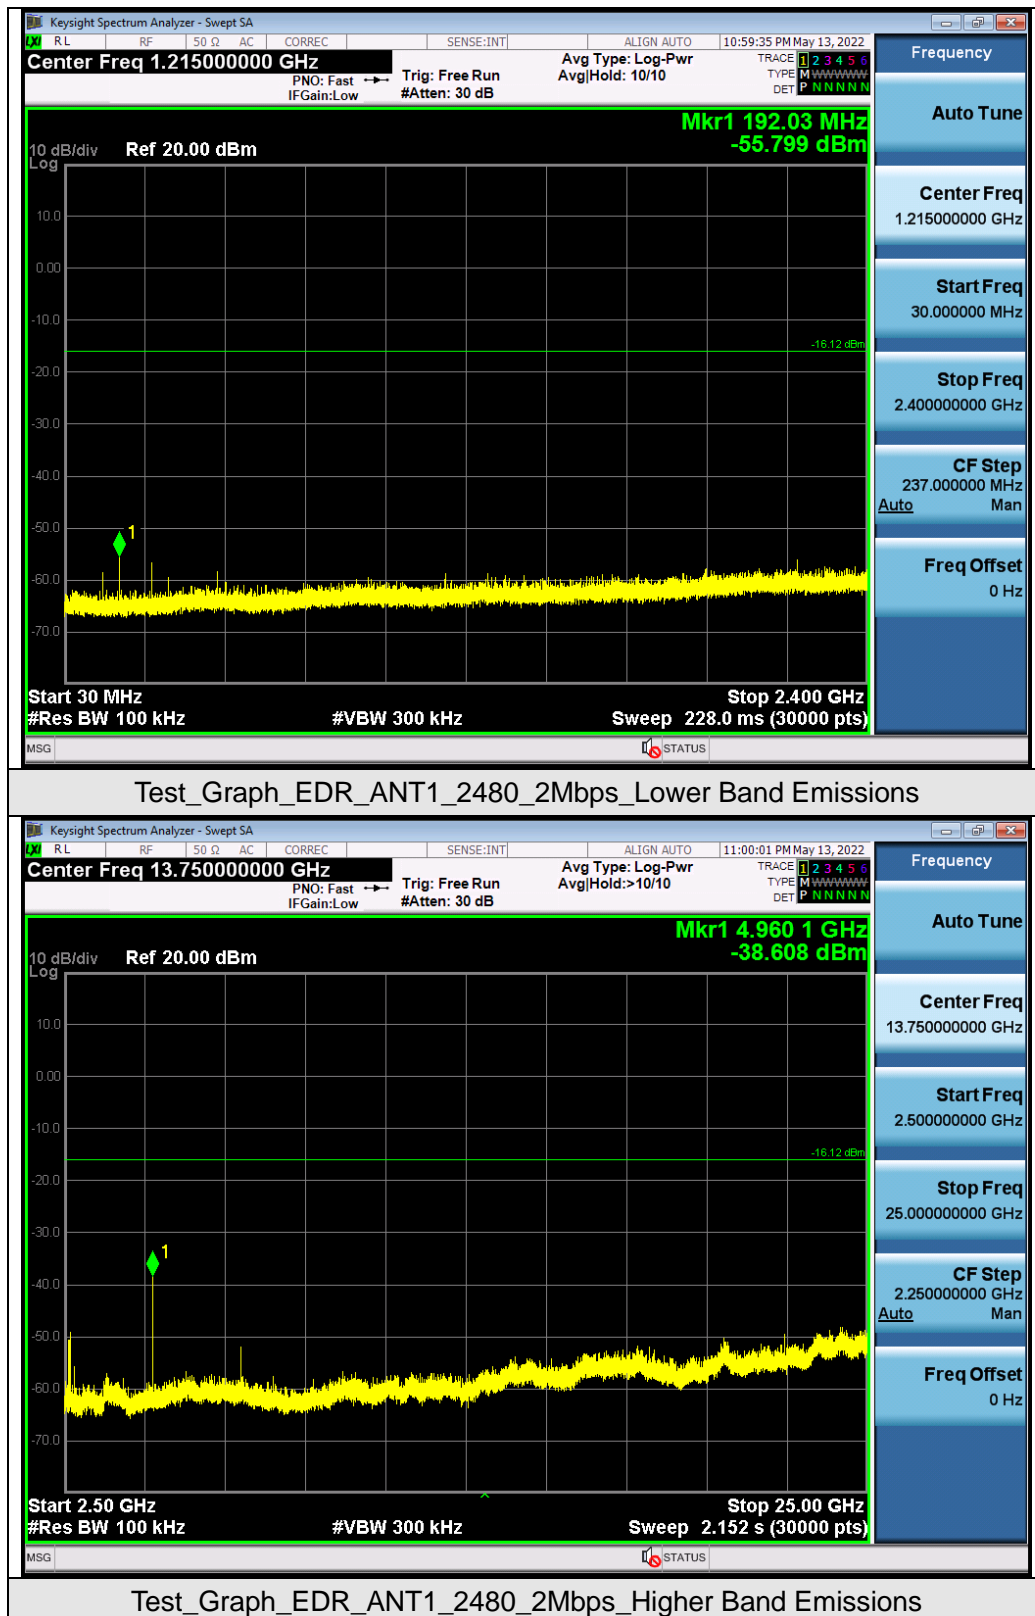 Keysight Spectrum Analyzer - Swept SA
LXI RL RF 50 Ω AC CORREC SENSE:INT ALIGN AUTO 10:59:35 PM May 13, 2022
Center Freq 1.215000000 GHz
PNO: Fast
IFGain:Low
Trig: Free Run
#Atten: 30 dB
Avg Type: Log-Pwr
Avg|Hold: 10/10
TRACE 1 2 3 4 5 6
TYPE M WWWWW
DET P N N N N N
Mkr1 192.03 MHz
-55.799 dBm
10 dB/div Ref 20.00 dBm
Log
10.0
0.00
-10.0
-16.12 dBm
-20.0
-30.0
-40.0
-50.0
1
-60.0
-70.0
Start 30 MHz Stop 2.400 GHz
#Res BW 100 kHz #VBW 300 kHz Sweep 228.0 ms (30000 pts)
MSG STATUS
Frequency
Auto Tune
Center Freq
1.215000000 GHz
Start Freq
30.000000 MHz
Stop Freq
2.400000000 GHz
CF Step
237.000000 MHz
Auto Man
Freq Offset
0 Hz
Test_Graph_EDR_ANT1_2480_2Mbps_Lower Band Emissions
Keysight Spectrum Analyzer - Swept SA
LXI RL RF 50 Ω AC CORREC SENSE:INT ALIGN AUTO 11:00:01 PM May 13, 2022
Center Freq 13.750000000 GHz
PNO: Fast
IFGain:Low
Trig: Free Run
#Atten: 30 dB
Avg Type: Log-Pwr
Avg|Hold:>10/10
TRACE 1 2 3 4 5 6
TYPE M WWWWW
DET P N N N N N
Mkr1 4.960 1 GHz
-38.608 dBm
10 dB/div Ref 20.00 dBm
Log
10.0
0.00
-10.0
-16.12 dBm
-20.0
-30.0
1
-40.0
-50.0
-60.0
-70.0
Start 2.50 GHz Stop 25.00 GHz
#Res BW 100 kHz #VBW 300 kHz Sweep 2.152 s (30000 pts)
MSG STATUS
Frequency
Auto Tune
Center Freq
13.750000000 GHz
Start Freq
2.500000000 GHz
Stop Freq
25.000000000 GHz
CF Step
2.250000000 GHz
Auto Man
Freq Offset
0 Hz
Test_Graph_EDR_ANT1_2480_2Mbps_Higher Band Emissions